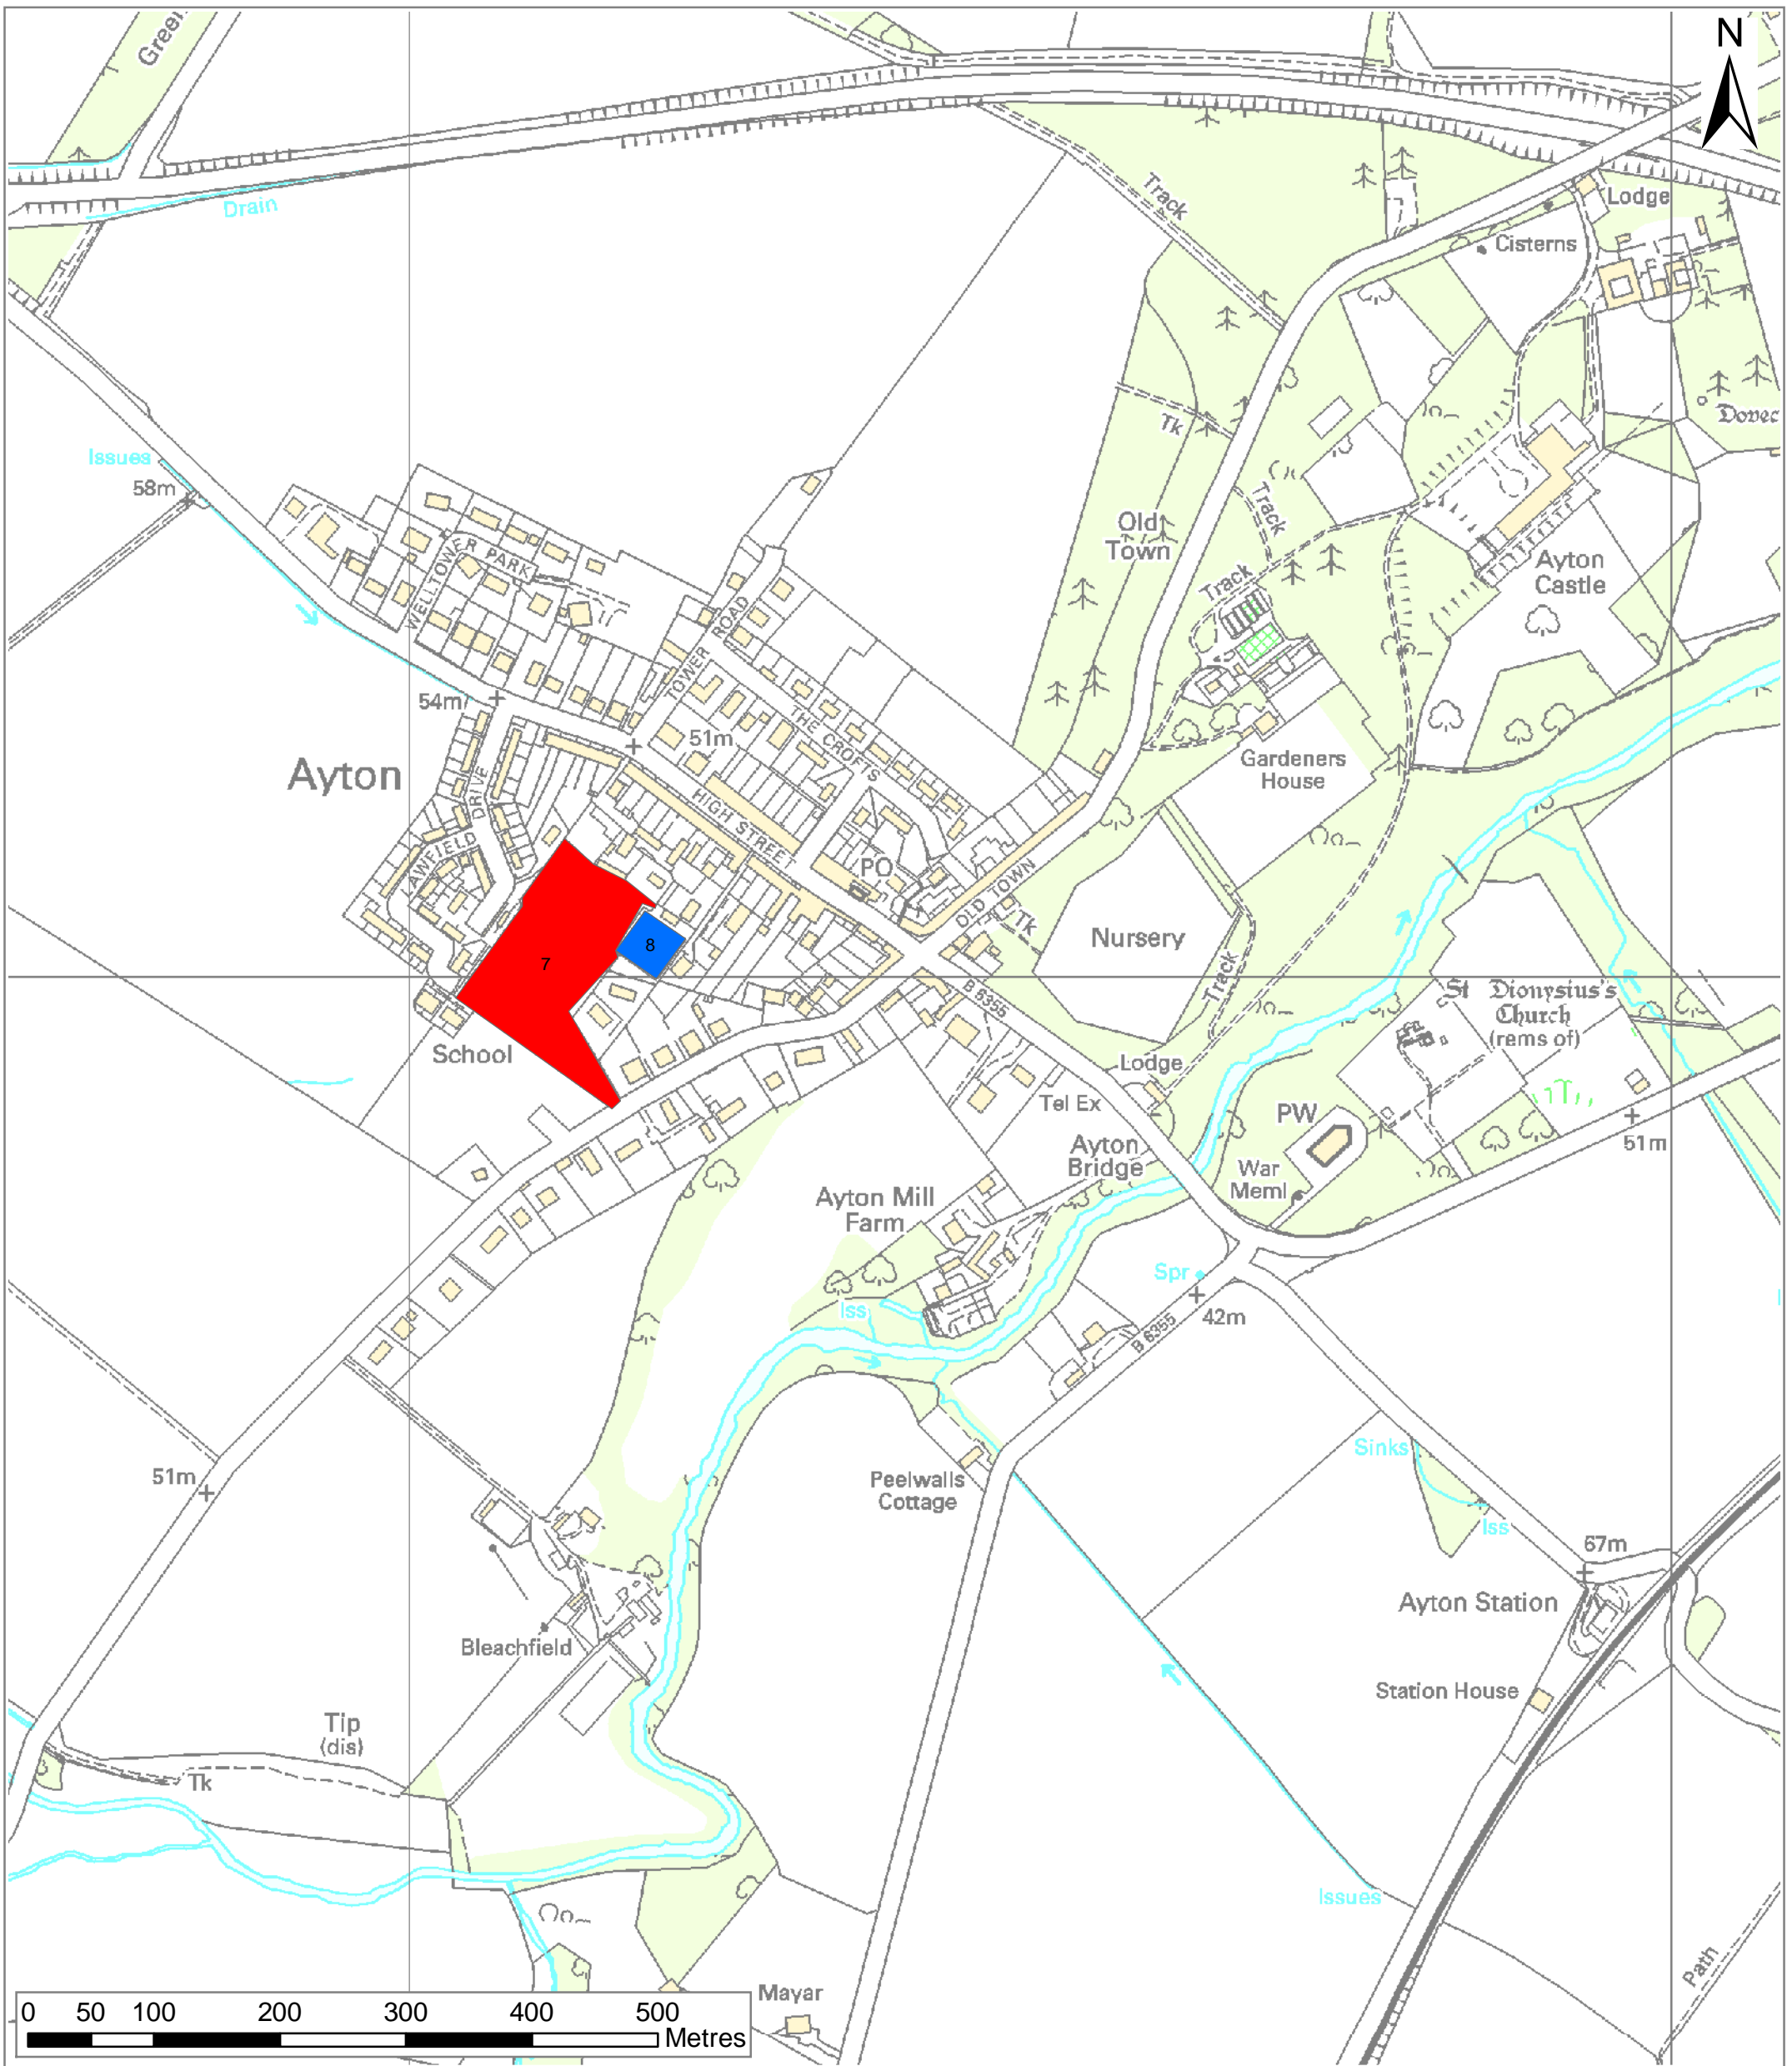 Green
N
Drain
Track
Lodge
Cisterns
Issues
58m
Tk
Dovec
Old
Town
Track
Ayton
Castle
WELLTOWER PARK
TOWER ROAD
Track
54m
51m
THE CROFTS
Gardeners
House
Ayton
DRIVE
HIGH STREET
LAWFIELD
PO
OLD TOWN
Tk
Nursery
Track
8
7
B 6355
St Dionysius's
Church
(rems of)
School
Lodge
Tel Ex
PW
51m
Ayton
Bridge
War
Meml
Ayton Mill
Farm
Spr
Iss
42m
B 6355
51m
Peelwalls
Cottage
Sinks
Iss
67m
Ayton Station
Bleachfield
Station House
Tip
(dis)
Tk
Issues
Path
Mayar
0 50 100 200 300 400 500
Metres